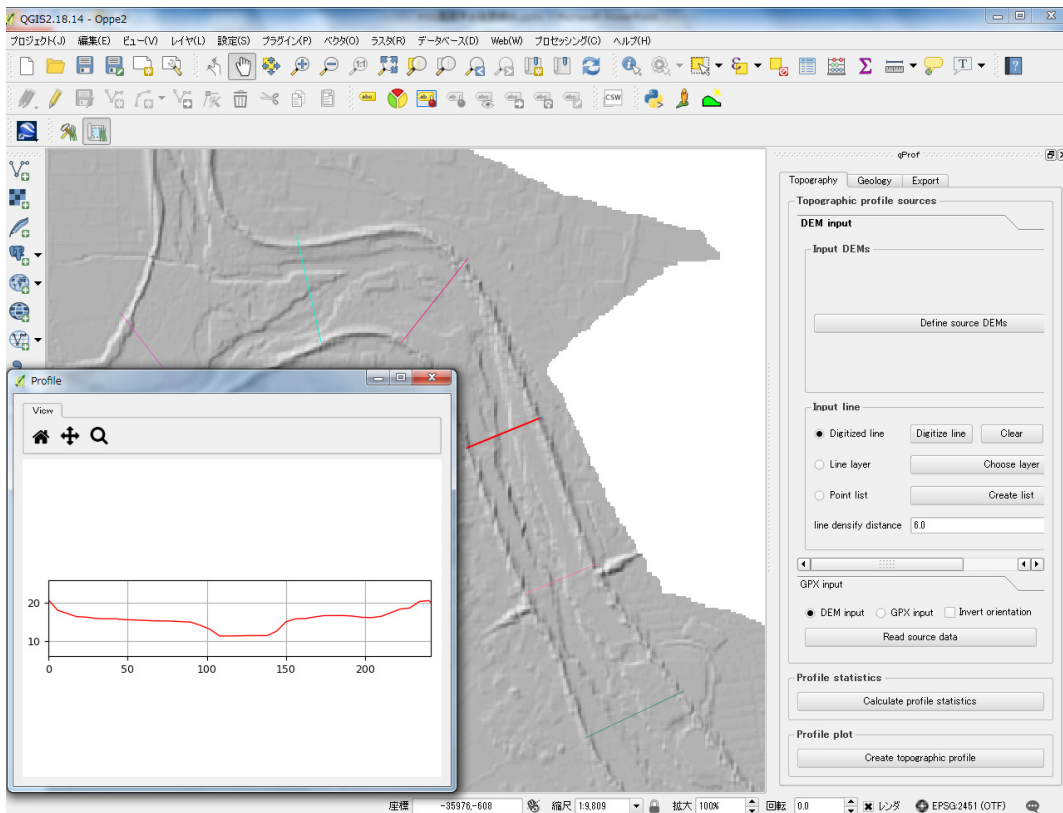 QGIS2.18.14 - Oppe2
プロジェクト(J) 編集(E) ビュー(V) レイヤ(L) 設定(S) プラグイン(P) ベクタ(O) ラスタ(R) データベース(D) Web(W) プロセッシング(C) ヘルプ(H)
1:1
Σ
T
?
abc
abc
CSW
qProf
Topography Geology Export
Topographic profile sources
DEM input
Input DEMs
Define source DEMs
Input line
Digitized line Digitize line Clear
Line layer Choose layer
Point list Create list
line densify distance 6.0
GPX input
DEM input GPX input Invert orientation
Read source data
Profile statistics
Calculate profile statistics
Profile plot
Create topographic profile
Profile
View
20
10
0 50 100 150 200
座標 -35976,-608 縮尺 1:9,809 拡大 100% 回転 0.0 レンダ EPSG:2451 (OTF)